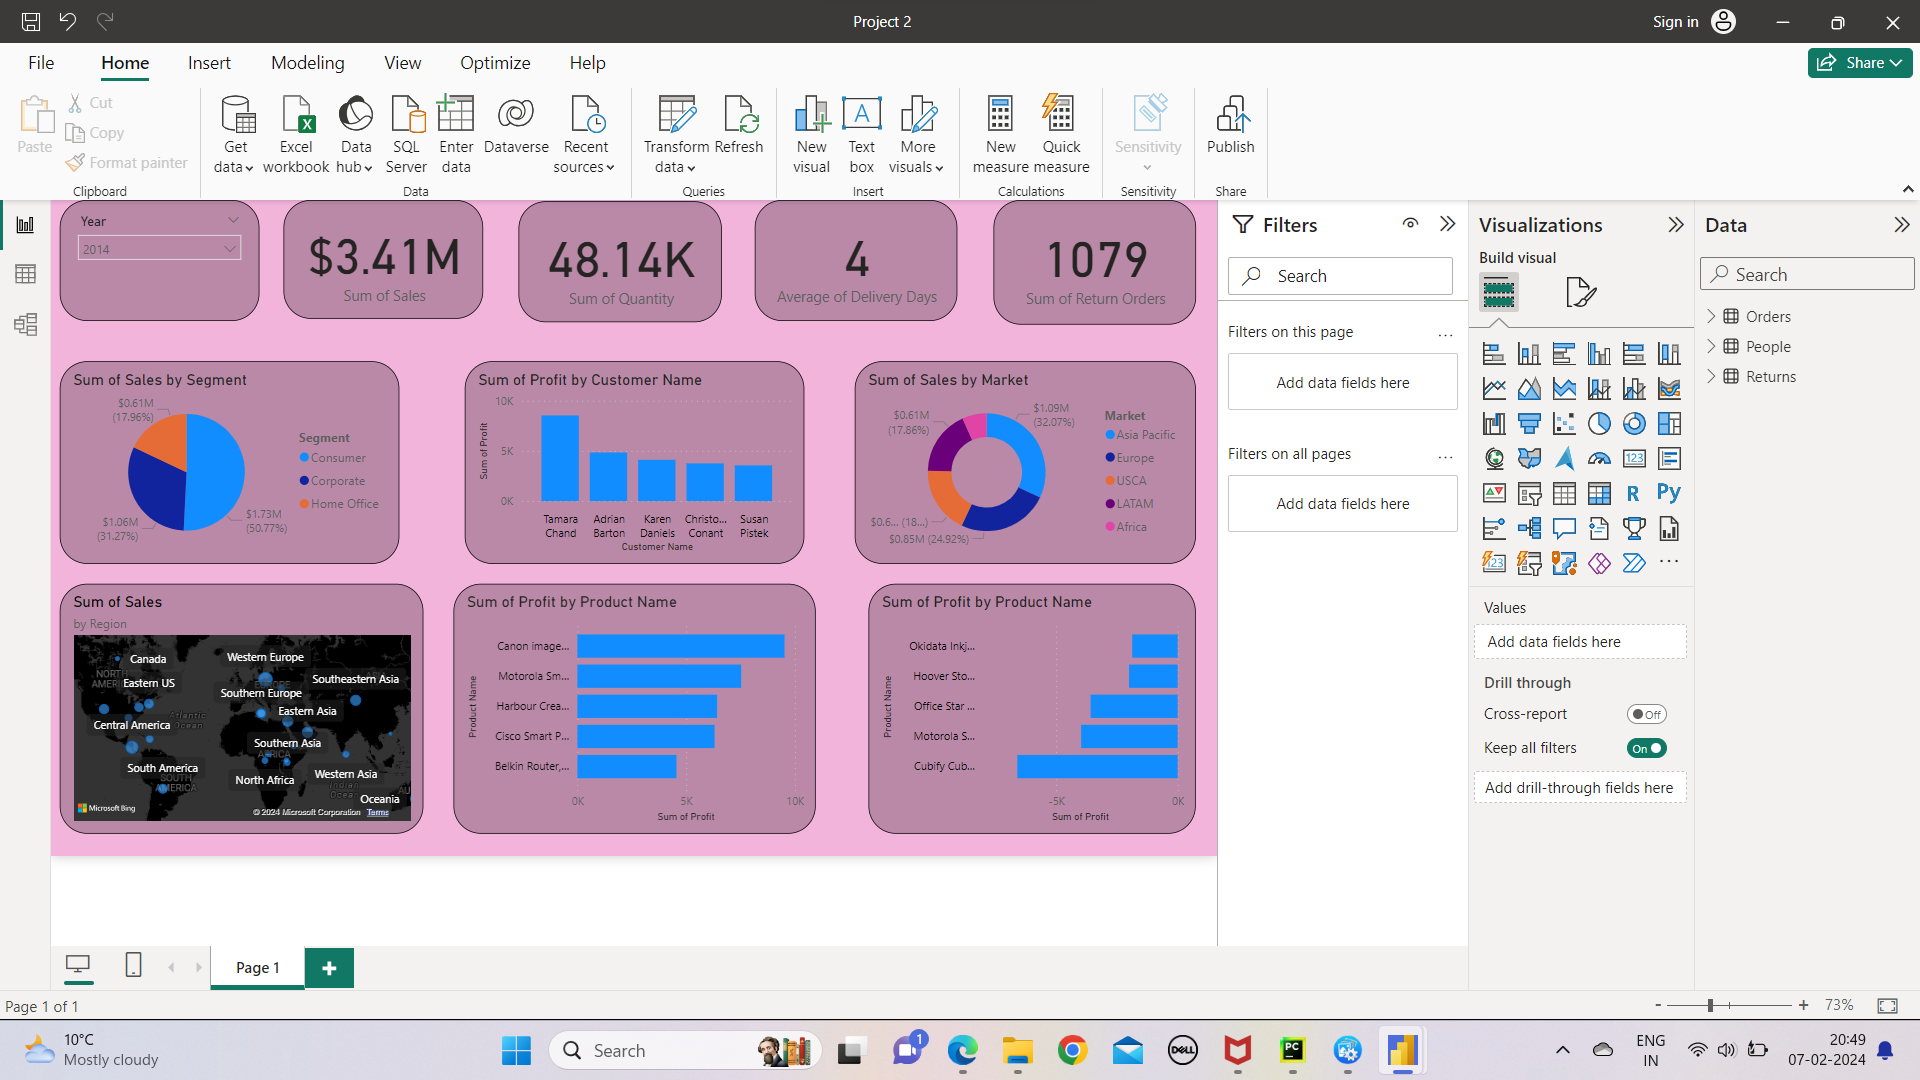 Project 2
Sign in
File
Home
Insert
Modeling
View
Optimize
Help
Share
Paste
Cut
Copy
Format painter
Clipboard
Get data
Excel workbook
Data hub
SQL Server
Enter data
Dataverse
Recent sources
Data
Transform data
Refresh
Queries
New visual
Text box
More visuals
Insert
New measure
Quick measure
Calculations
Sensitivity
Sensitivity
Publish
Share
Year
2014
$3.41M
Sum of Sales
48.14K
Sum of Quantity
4
Average of Delivery Days
1079
Sum of Return Orders
Sum of Sales by Segment
$0.61M
(17.96%)
$1.06M
(31.27%)
$1.73M
(50.77%)
Segment
Consumer
Corporate
Home Office
Sum of Profit by Customer Name
Sum of Profit
10K
5K
0K
Tamara Chand
Adrian Barton
Karen Daniels
Christo... Conant
Susan Pistek
Customer Name
Sum of Sales by Market
$0.61M
(17.86%)
$1.09M
(32.07%)
$0.6... (18...)
$0.85M (24.92%)
Market
Asia Pacific
Europe
USCA
LATAM
Africa
Sum of Sales
by Region
Canada
Western Europe
Eastern US
Southeastern Asia
Southern Europe
Eastern Asia
Central America
Atlantic Ocean
Southern Asia
AFRICA
South America
SOUTH AMERICA
North Africa
Western Asia
Indian Ocean
Oceania
AU
Microsoft Bing
© 2024 Microsoft Corporation Terms
Sum of Profit by Product Name
Product Name
Canon image...
Motorola Sm...
Harbour Crea...
Cisco Smart P...
Belkin Router,...
0K
5K
10K
Sum of Profit
Sum of Profit by Product Name
Product Name
Okidata Inkj...
Hoover Sto...
Office Star ...
Motorola S...
Cubify Cub...
-5K
0K
Sum of Profit
Filters
Search
Filters on this page
...
Add data fields here
Filters on all pages
...
Add data fields here
Visualizations
Build visual
123
R
Py
123
...
Values
Add data fields here
Drill through
Cross-report
Off
Keep all filters
On
Add drill-through fields here
Data
Search
Orders
People
Returns
Page 1
Page 1 of 1
- + 73%
10°C
Mostly cloudy
Search
1
DELL
PC
ENG
IN
20:49
07-02-2024